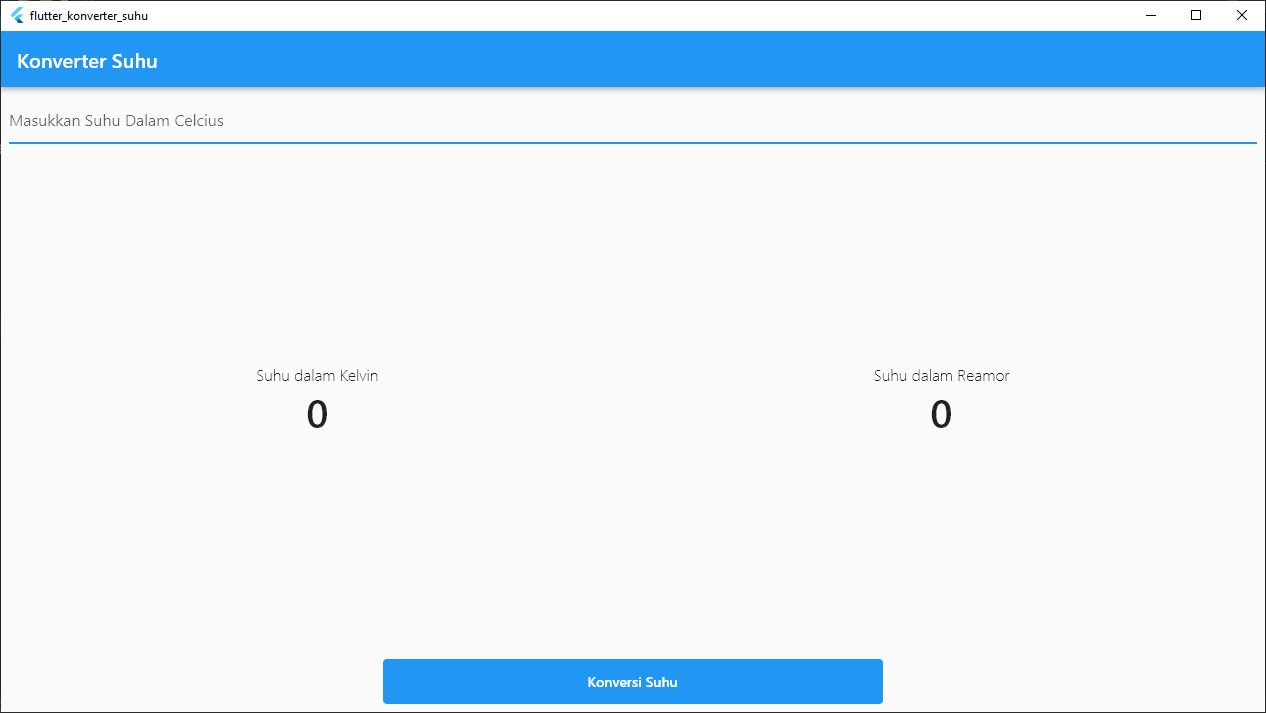 flutter_konverter_suhu
Konverter Suhu
Masukkan Suhu Dalam Celcius
Suhu dalam Kelvin
0
Suhu dalam Reamor
0
Konversi Suhu